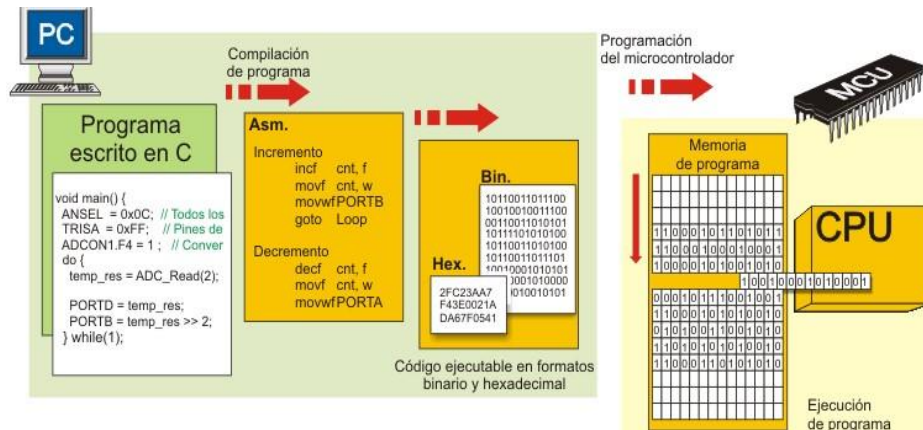 PC
Compilación
de programa
Programación
del microcontrolador
MCU
Programa
escrito en C
void main() {
ANSEL = 0x0C; // Todos los
TRISA = 0xFF; // Pines de
ADCON1.F4 = 1 ; // Conver
do {
temp_res = ADC_Read(2);
PORTD = temp_res;
PORTB = temp_res >> 2;
} while(1);
Asm.
Incremento
incf cnt, f
movf cnt, w
movwfPORTB
goto Loop
Decremento
decf cnt, f
movf cnt, w
movwfPORTA
Bin.
10110011011100
10010010011100
00110011010101
10111101010100
10110011010100
10110011011101
10010001010101
0001010000
010010101
Hex.
2FC23AA7
F43E0021A
DA67F0541
Código ejecutable en formatos
binario y hexadecimal
Memoria
de programa
CPU
Ejecución
de programa